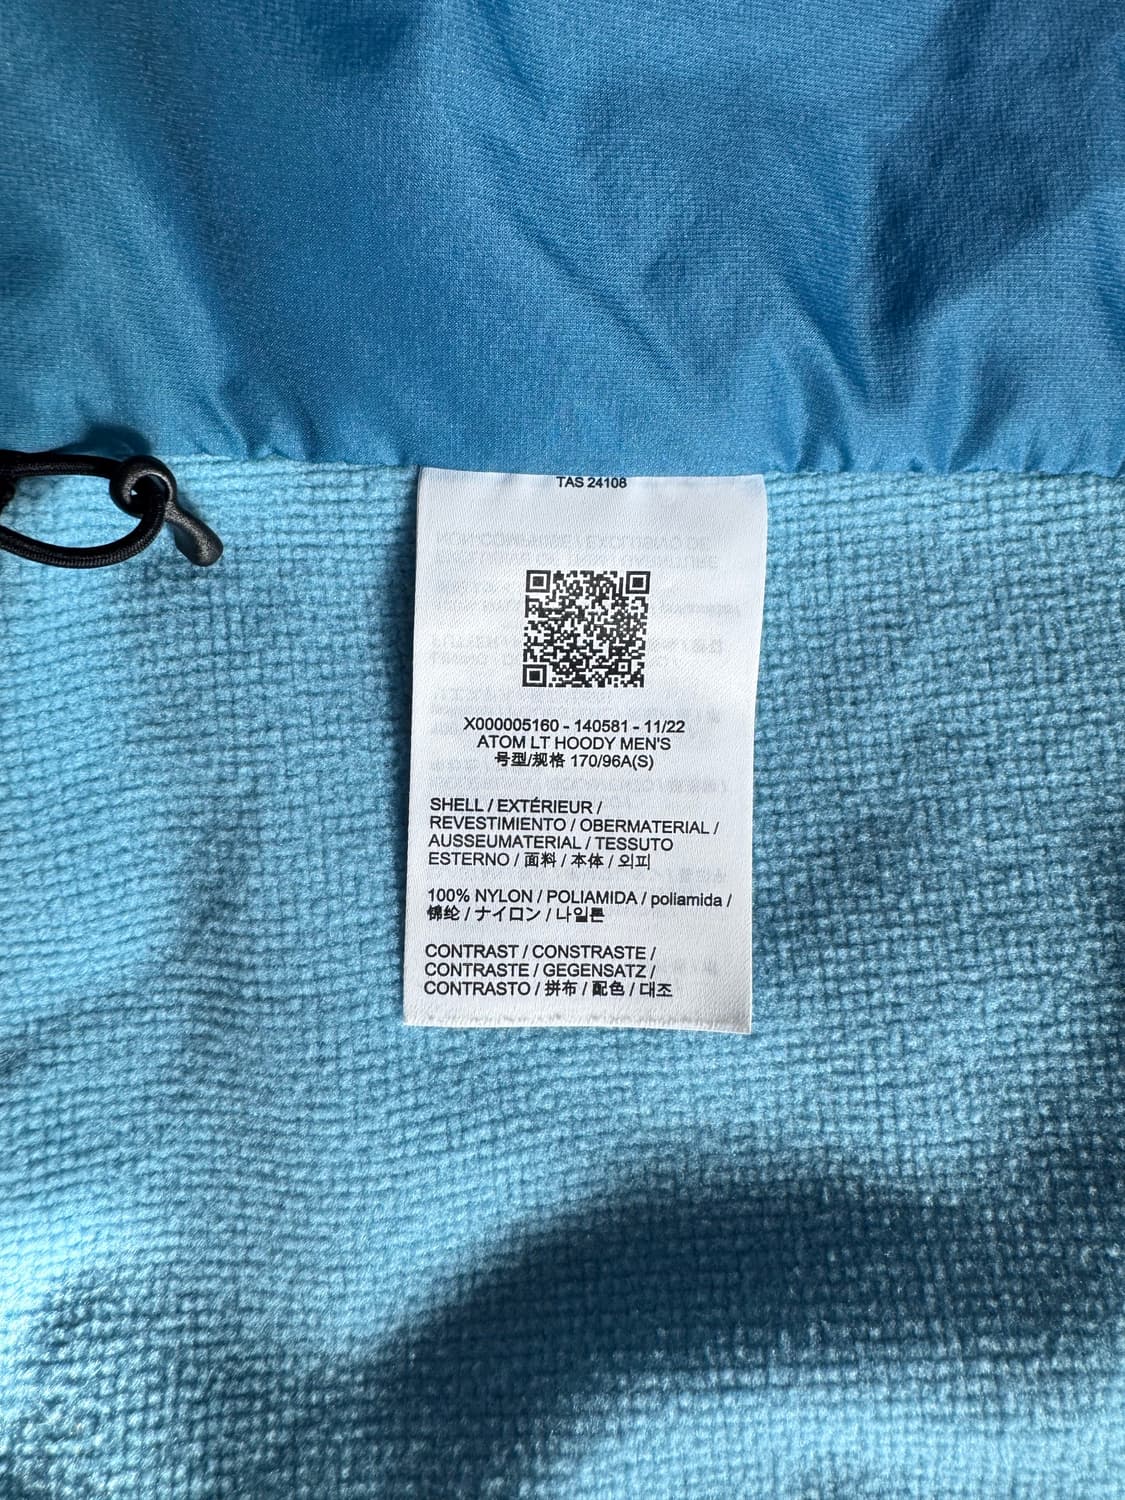 TAS 24108
X000005160 - 140581 - 11/22
ATOM LT HOODY MEN'S
号型/规格 170/96A(S)
SHELL / EXTÉRIEUR /
REVESTIMIENTO / OBERMATERIAL /
AUSSEUMATERIAL / TESSUTO
ESTERNO / 面料 / 本体 / 외피
100% NYLON / POLIAMIDA / poliamida /
锦纶 / ナイロン / 나일론
CONTRAST / CONSTRASTE /
CONTRASTE / GEGENSATZ /
CONTRASTO / 拼布 / 配色 / 대조